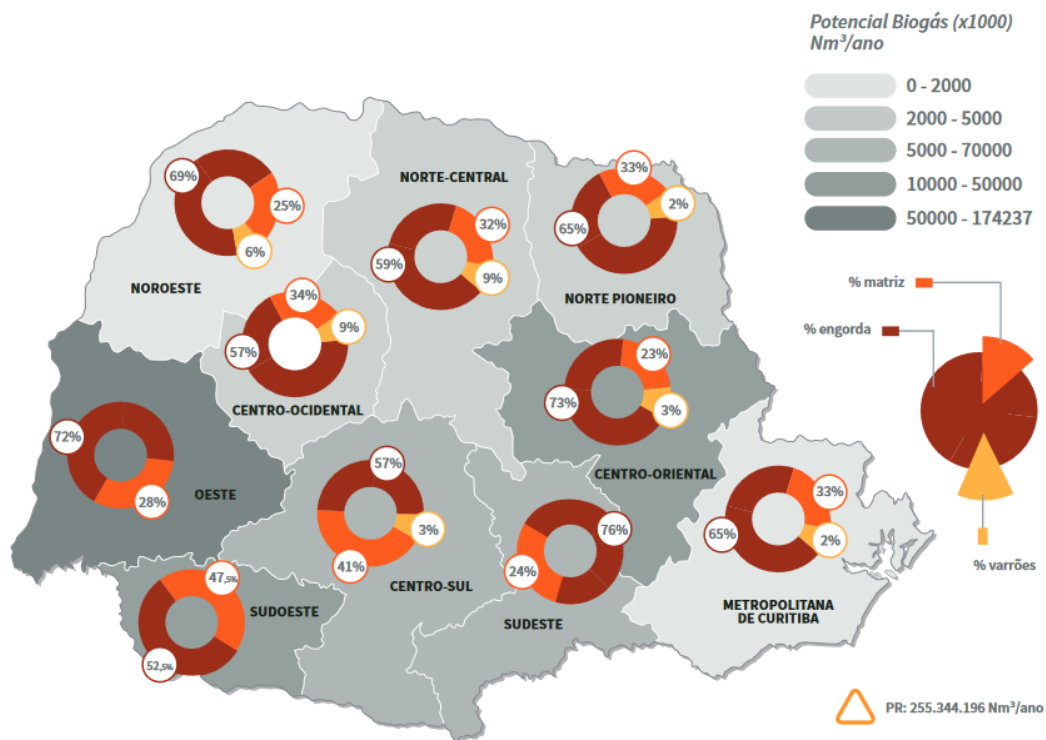 Potencial Biogás (x1000)
Nm³/ano
0 - 2000
2000 - 5000
5000 - 70000
10000 - 50000
50000 - 174237
69%
25%
6%
NOROESTE
NORTE-CENTRAL
32%
59%
9%
33%
2%
65%
NORTE PIONEIRO
34%
9%
57%
CENTRO-OCIDENTAL
23%
73%
3%
CENTRO-ORIENTAL
72%
28%
OESTE
57%
3%
41%
CENTRO-SUL
76%
24%
SUDESTE
33%
65%
2%
METROPOLITANA
DE CURITIBA
47,5%
SUDOESTE
52,5%
% matriz
% engorda
% varrões
PR: 255.344.196 Nm³/ano